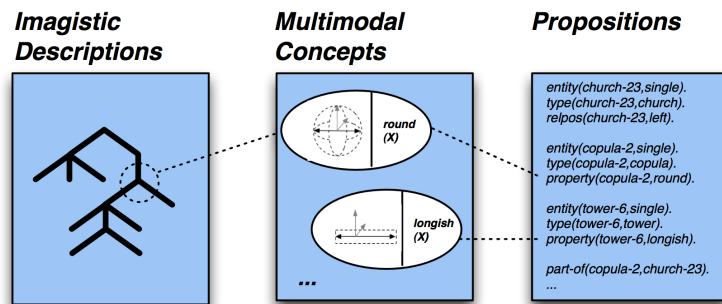 Imagistic
Descriptions
Multimodal
Concepts
Propositions
round
(X)
longish
(X)
...
entity(church-23,single).
type(church-23,church).
relpos(church-23,left).
entity(copula-2,single).
type(copula-2,copula).
property(copula-2,round).
entity(tower-6,single).
type(tower-6,tower).
property(tower-6,longish).
part-of(copula-2,church-23).
...